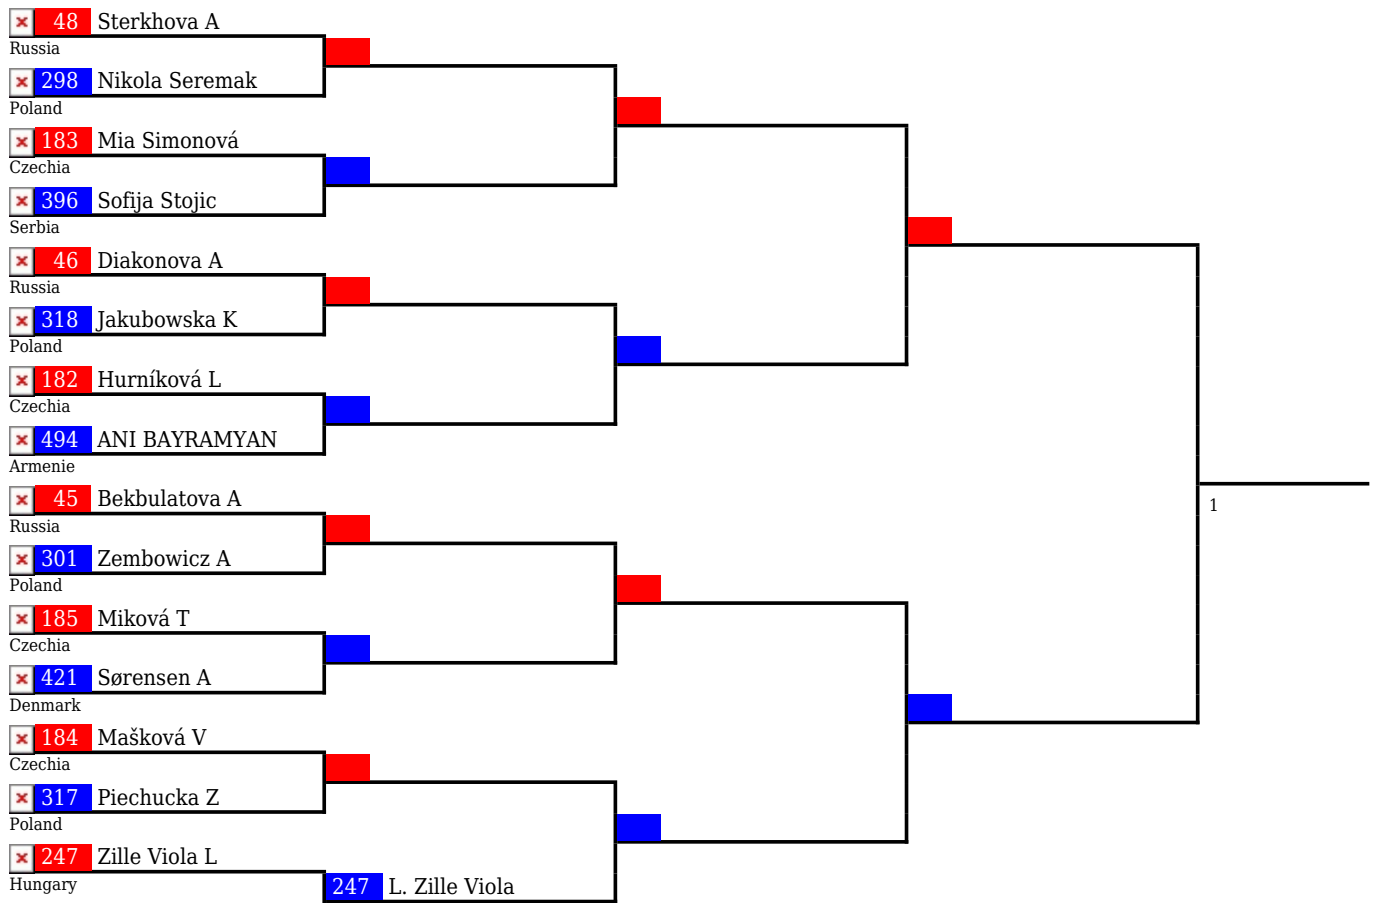 48 Sterkhova A
Russia
298 Nikola Seremak
Poland
183 Mia Simonová
Czechia
396 Sofija Stojic
Serbia
46 Diakonova A
Russia
318 Jakubowska K
Poland
182 Hurníková L
Czechia
494 ANI BAYRAMYAN
Armenie
45 Bekbulatova A
Russia
1
301 Zembowicz A
Poland
185 Miková T
Czechia
421 Sørensen A
Denmark
184 Mašková V
Czechia
317 Piechucka Z
Poland
247 Zille Viola L
Hungary
247 L. Zille Viola